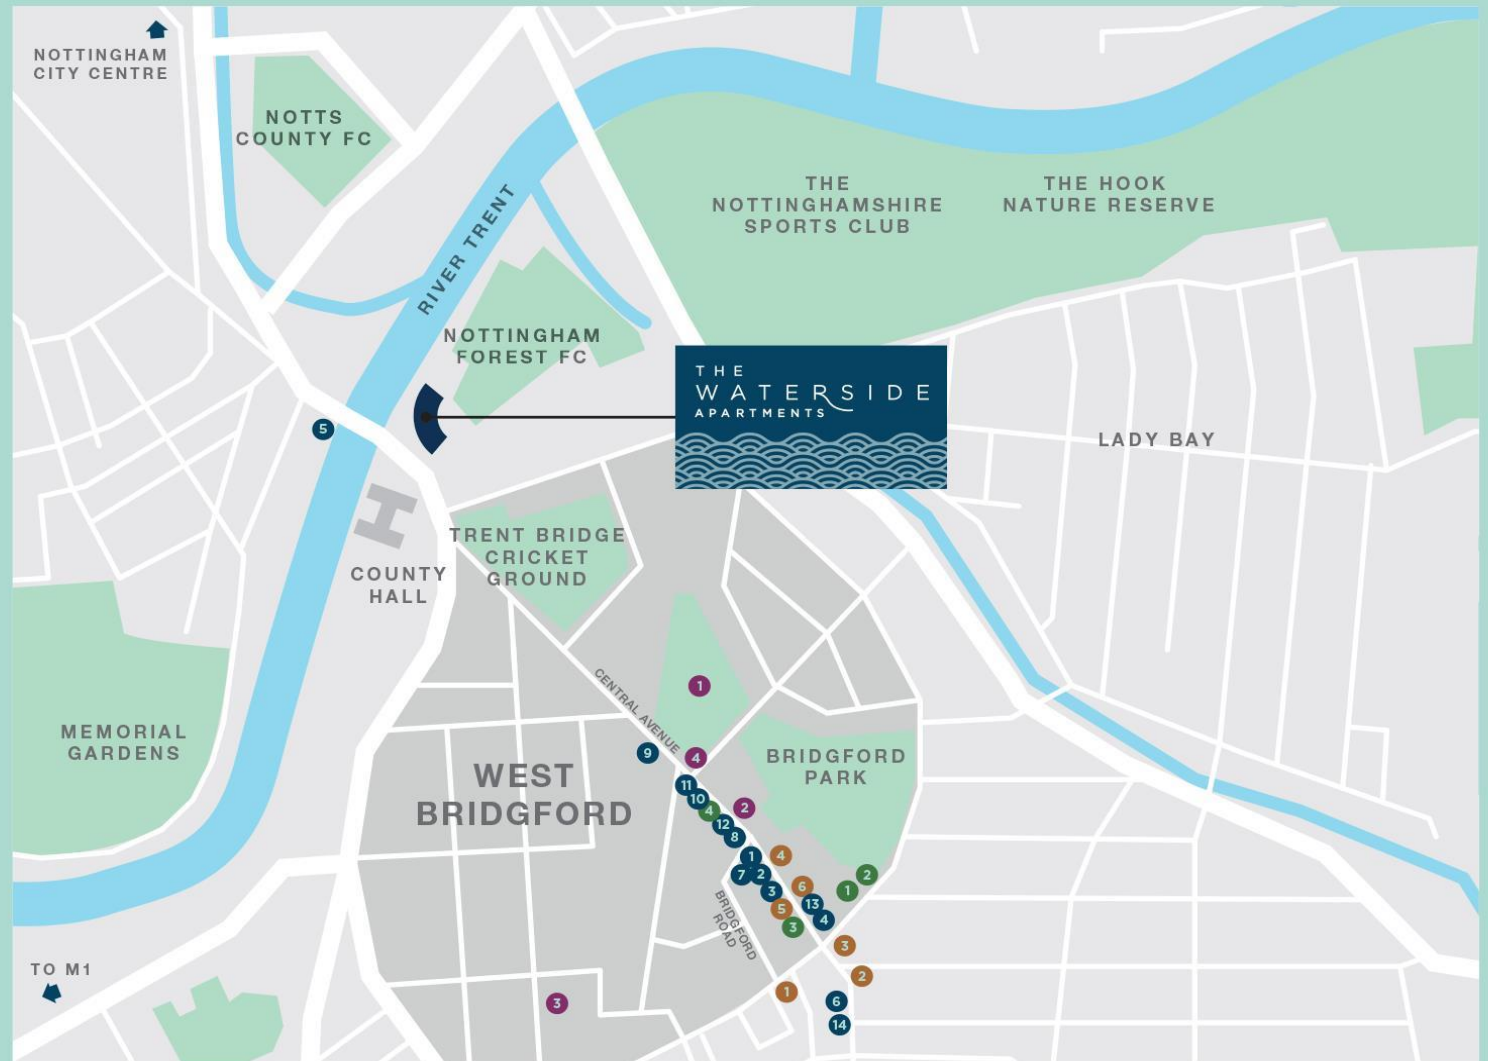 NOTTINGHAM
CITY CENTRE
NOTTS
COUNTY FC
RIVER TRENT
THE
NOTTINGHAMSHIRE
SPORTS CLUB
THE HOOK
NATURE RESERVE
NOTTINGHAM
FOREST FC
THE
WATERSIDE
APARTMENTS
LADY BAY
5
TRENT BRIDGE
CRICKET
GROUND
COUNTY
HALL
CENTRAL AVENUE
1
MEMORIAL
GARDENS
9
4
BRIDGFORD
PARK
WEST
BRIDGFORD
11
10
4
2
12
8
1
4
7
2
3
6
1
2
5
13
4
3
BRIDGFORD
ROAD
3
2
TO M1
3
1
6
14